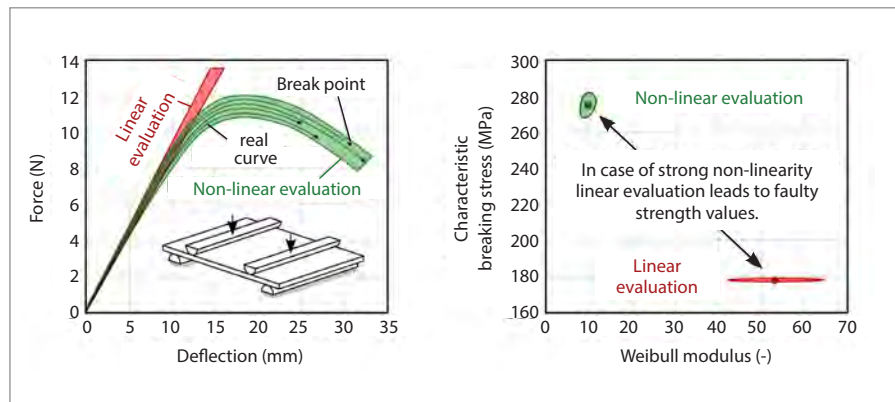 14
12
10
8
6
4
2
0
0
5
10
15
20
25
30
35
Force (N)
Deflection (mm)
Linear
evaluation
real
curve
Break point
Non-linear evaluation
300
280
260
240
220
200
180
160
0
10
20
30
40
50
60
70
Characteristic
breaking stress (MPa)
Weibull modulus (-)
Non-linear evaluation
In case of strong non-linearity
linear evaluation leads to faulty
strength values.
Linear
evaluation